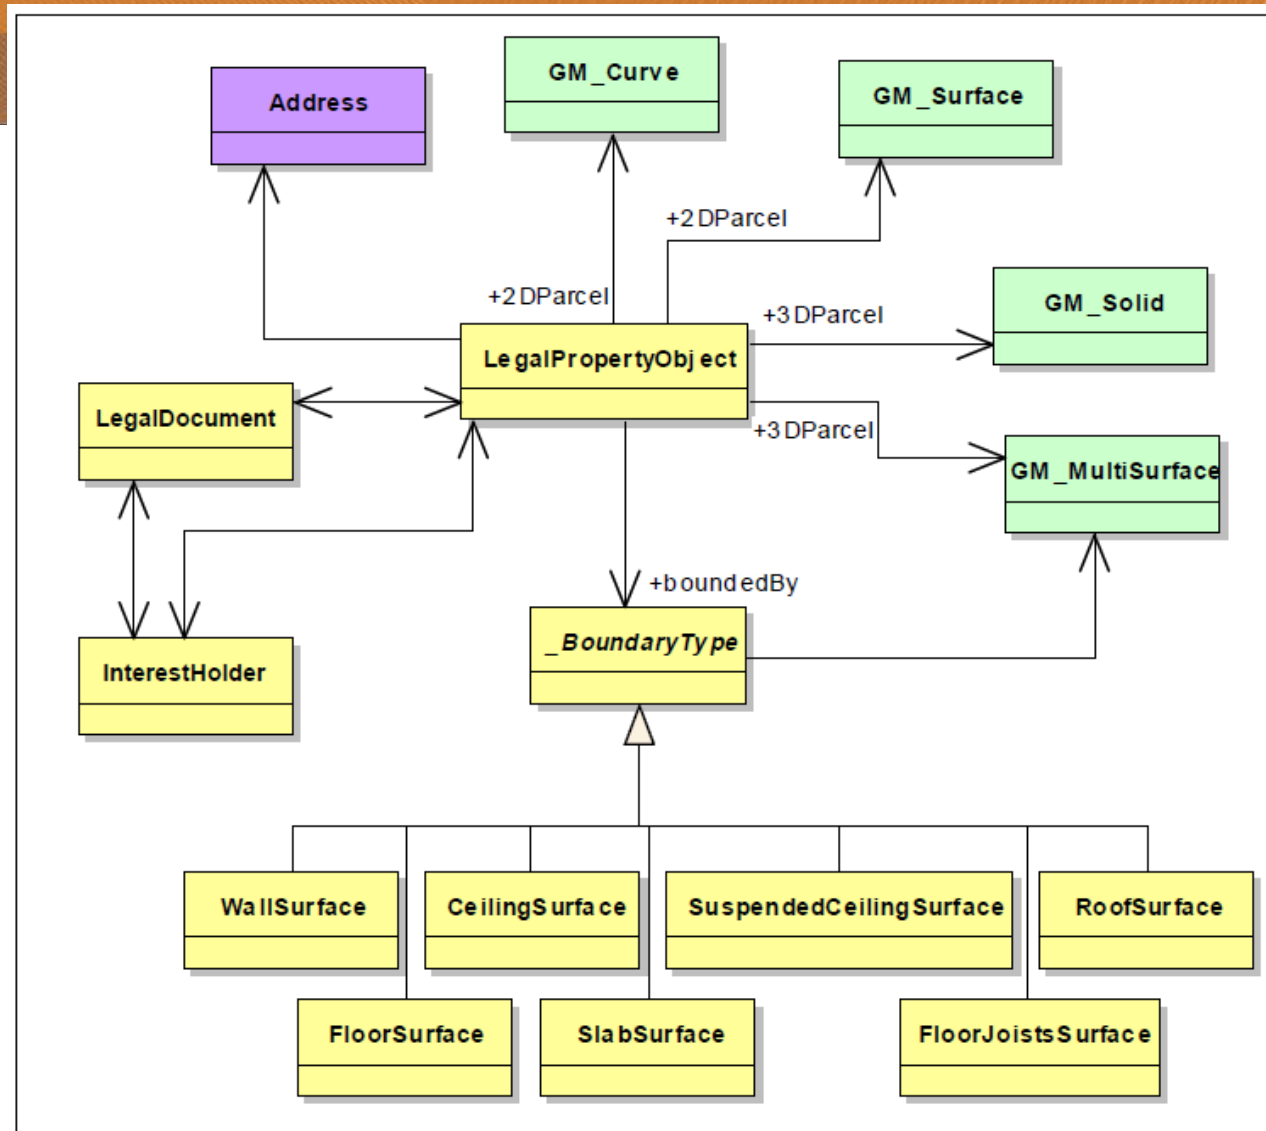 Address
GM_Curve
GM_Surface
+2DParcel
+2DParcel
GM_Solid
+3DParcel
LegalPropertyObject
LegalDocument
+3DParcel
GM_MultiSurface
+boundedBy
_BoundaryType
InterestHolder
WallSurface
CeilingSurface
SuspendedCeilingSurface
RoofSurface
FloorSurface
SlabSurface
FloorJoistsSurface